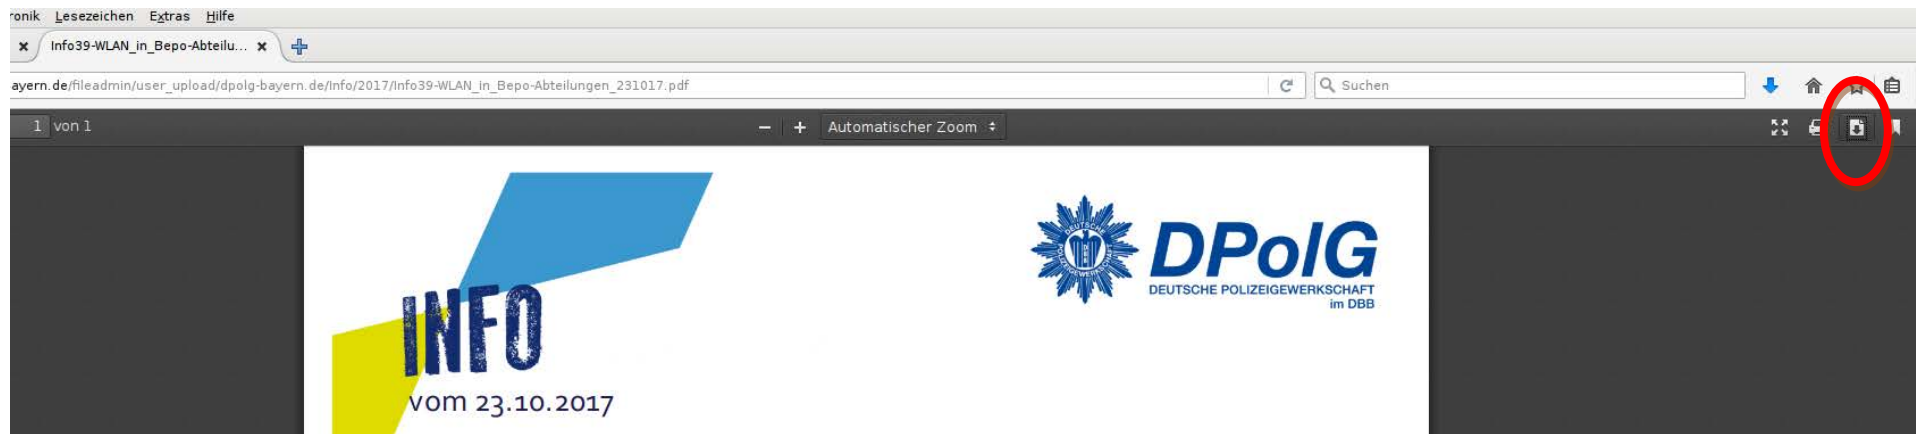 ronik Lesezeichen Extras Hilfe
Info39-WLAN_in_Bepo-Abteilu...
ayern.de/fileadmin/user_upload/dpolg-bayern.de/Info/2017/Info39-WLAN_in_Bepo-Abteilungen_231017.pdf
Suchen
1 von 1
− + Automatischer Zoom
DEUTSCHE
DPolG
DEUTSCHE POLIZEIGEWERKSCHAFT
im DBB
INFO
vom 23.10.2017